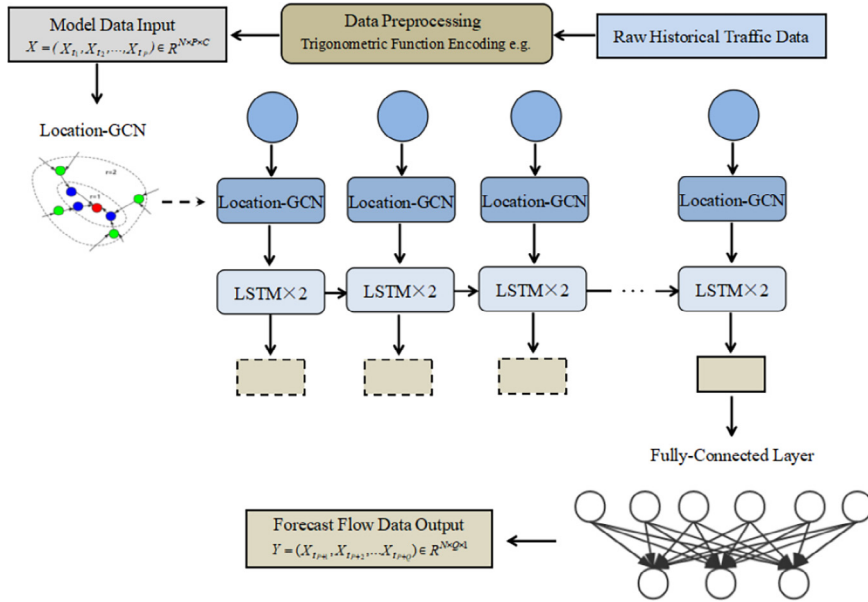 Model Data Input
X = (X_{t_1}, X_{t_2}, ..., X_{t_P}) ∈ R^{N×P×C}
Data Preprocessing
Trigonometric Function Encoding e.g.
Raw Historical Traffic Data
Location-GCN
r=2
r=1
Location-GCN
Location-GCN
Location-GCN
Location-GCN
LSTM×2
LSTM×2
LSTM×2
···
LSTM×2
Fully-Connected Layer
Forecast Flow Data Output
Y = (X_{t_{P+1}}, X_{t_{P+2}}, ...X_{t_{P+Q}}) ∈ R^{N×Q×1}